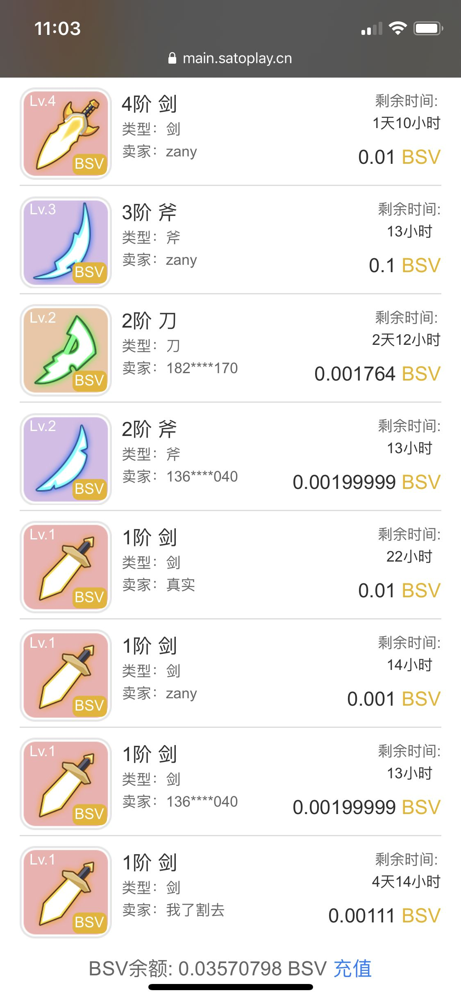 11:03
main.satoplay.cn
Lv.4
BSV
4阶 剑
类型：剑
卖家：zany
剩余时间:
1天10小时
0.01 BSV
Lv.3
BSV
3阶 斧
类型：斧
卖家：zany
剩余时间:
13小时
0.1 BSV
Lv.2
BSV
2阶 刀
类型：刀
卖家：182****170
剩余时间:
2天12小时
0.001764 BSV
Lv.2
BSV
2阶 斧
类型：斧
卖家：136****040
剩余时间:
13小时
0.00199999 BSV
Lv.1
BSV
1阶 剑
类型：剑
卖家：真实
剩余时间:
22小时
0.01 BSV
Lv.1
BSV
1阶 剑
类型：剑
卖家：zany
剩余时间:
14小时
0.001 BSV
Lv.1
BSV
1阶 剑
类型：剑
卖家：136****040
剩余时间:
13小时
0.00199999 BSV
Lv.1
BSV
1阶 剑
类型：剑
卖家：我了割去
剩余时间:
4天14小时
0.00111 BSV
BSV余额: 0.03570798 BSV 充值